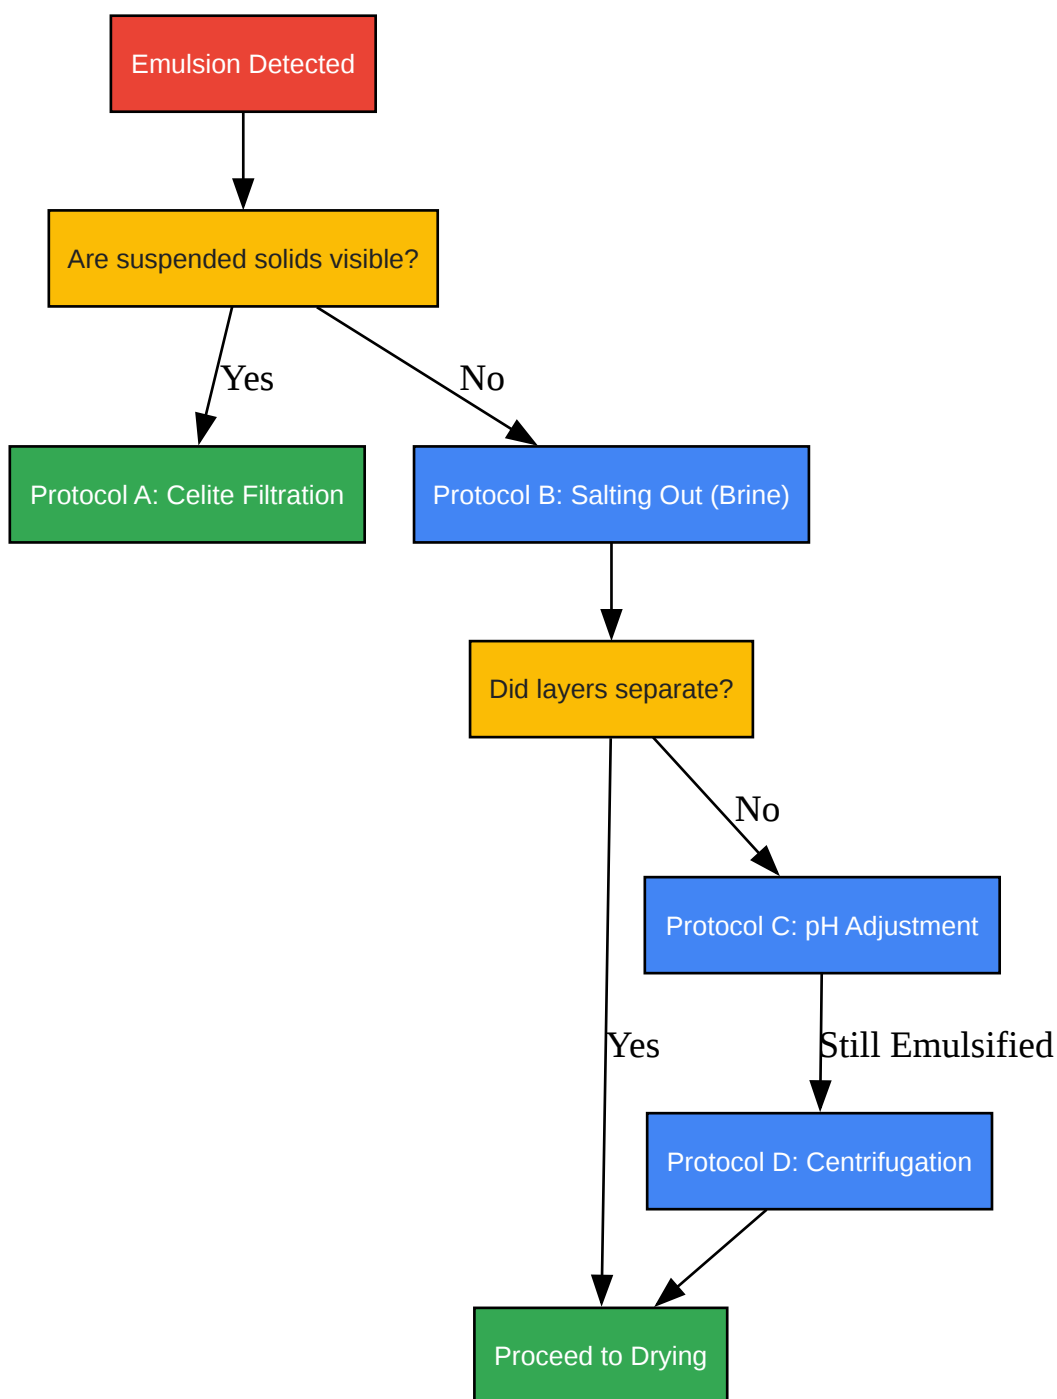 Emulsion Detected
Are suspended solids visible?
Yes
No
Protocol A: Celite Filtration
Protocol B: Salting Out (Brine)
Did layers separate?
No
Protocol C: pH Adjustment
Yes
Still Emulsified
Protocol D: Centrifugation
Proceed to Drying